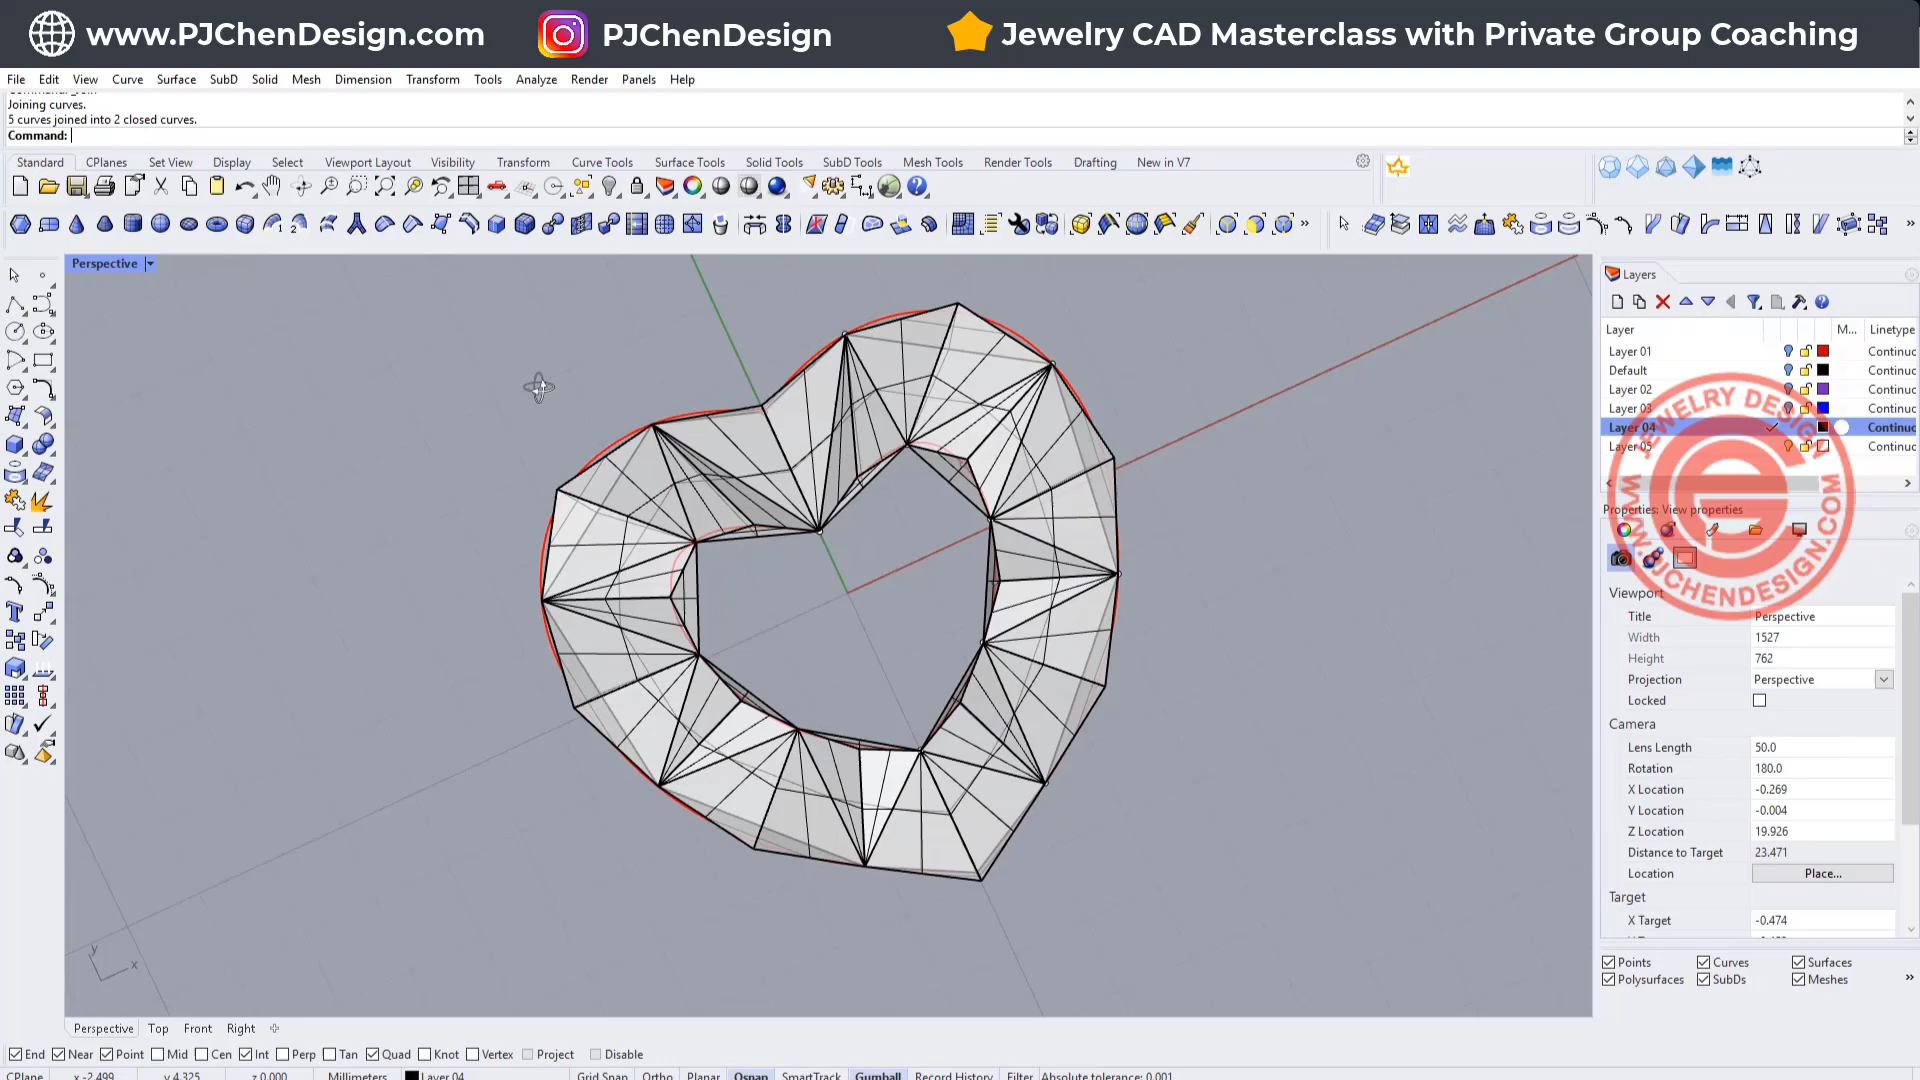 www.PJChenDesign.com PJChenDesign Jewelry CAD Masterclass with Private Group Coaching
File Edit View Curve Surface SubD Solid Mesh Dimension Transform Tools Analyze Render Panels Help
Joining curves.
5 curves joined into 2 closed curves.
Command:
Standard CPlanes Set View Display Select Viewport Layout Visibility Transform Curve Tools Surface Tools Solid Tools SubD Tools Mesh Tools Render Tools Drafting New in V7
Perspective
Layers
Layer M... Linetype
Layer 01 Continuc
Default Continuc
Layer 02 Continuc
Layer 03 Continuc
Layer 04 Continuc
Layer 05 Continuc
JEWELRY DESIGN
WWW.PJCHENDESIGN.COM
Properties: View properties
Viewport
Title Perspective
Width 1527
Height 762
Projection Perspective
Locked
Camera
Lens Length 50.0
Rotation 180.0
X Location -0.269
Y Location -0.004
Z Location 19.926
Distance to Target 23.471
Location Place...
Target
X Target -0.474
y
x
Points Curves Surfaces
Polysurfaces SubDs Meshes
Perspective Top Front Right
End Near Point Mid Cen Int Perp Tan Quad Knot Vertex Project Disable
CPlane x -2.499 y 4.325 z 0.000 Millimeters Layer 04 Grid Snap Ortho Planar Osnap SmartTrack Gumball Record History Filter Absolute tolerance: 0.001